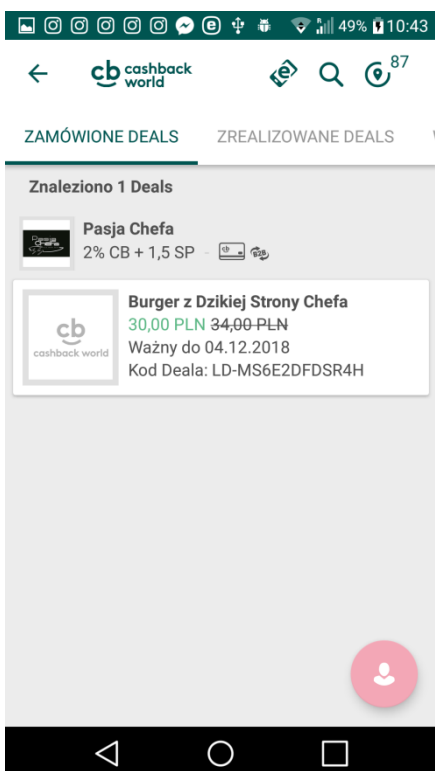 49% 10:43
cb cashback world
87
ZAMÓWIONE DEALS ZREALIZOWANE DEALS
Znaleziono 1 Deals
Pasja Chefa
2% CB + 1,5 SP - B2B
Burger z Dzikiej Strony Chefa
30,00 PLN 34,00 PLN
cb
cashback world
Ważny do 04.12.2018
Kod Deala: LD-MS6E2DFDSR4H